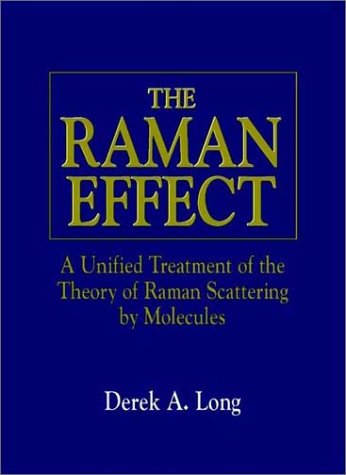 THE
RAMAN
EFFECT
A Unified Treatment of the
Theory of Raman Scattering
by Molecules
Derek A. Long